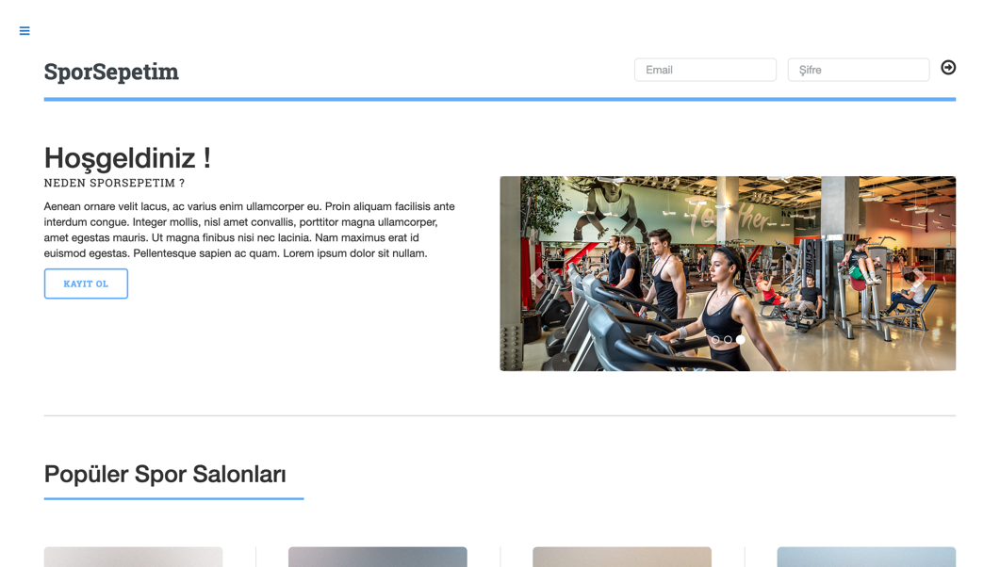 SporSepetim
Email
Şifre
Hoşgeldiniz !
NEDEN SPORSEPETIM ?
Aenean ornare velit lacus, ac varius enim ullamcorper eu. Proin aliquam facilisis ante
interdum congue. Integer mollis, nisl amet convallis, porttitor magna ullamcorper,
amet egestas mauris. Ut magna finibus nisi nec lacinia. Nam maximus erat id
euismod egestas. Pellentesque sapien ac quam. Lorem ipsum dolor sit nullam.
KAYIT OL
Together
Popüler Spor Salonları